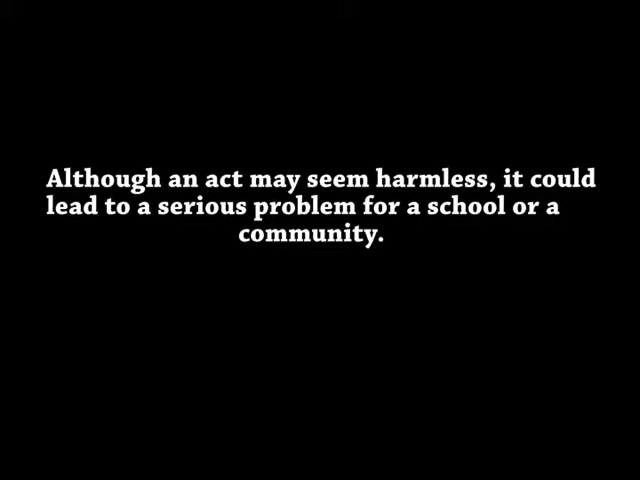 Although an act may seem harmless, it could
lead to a serious problem for a school or a
community.